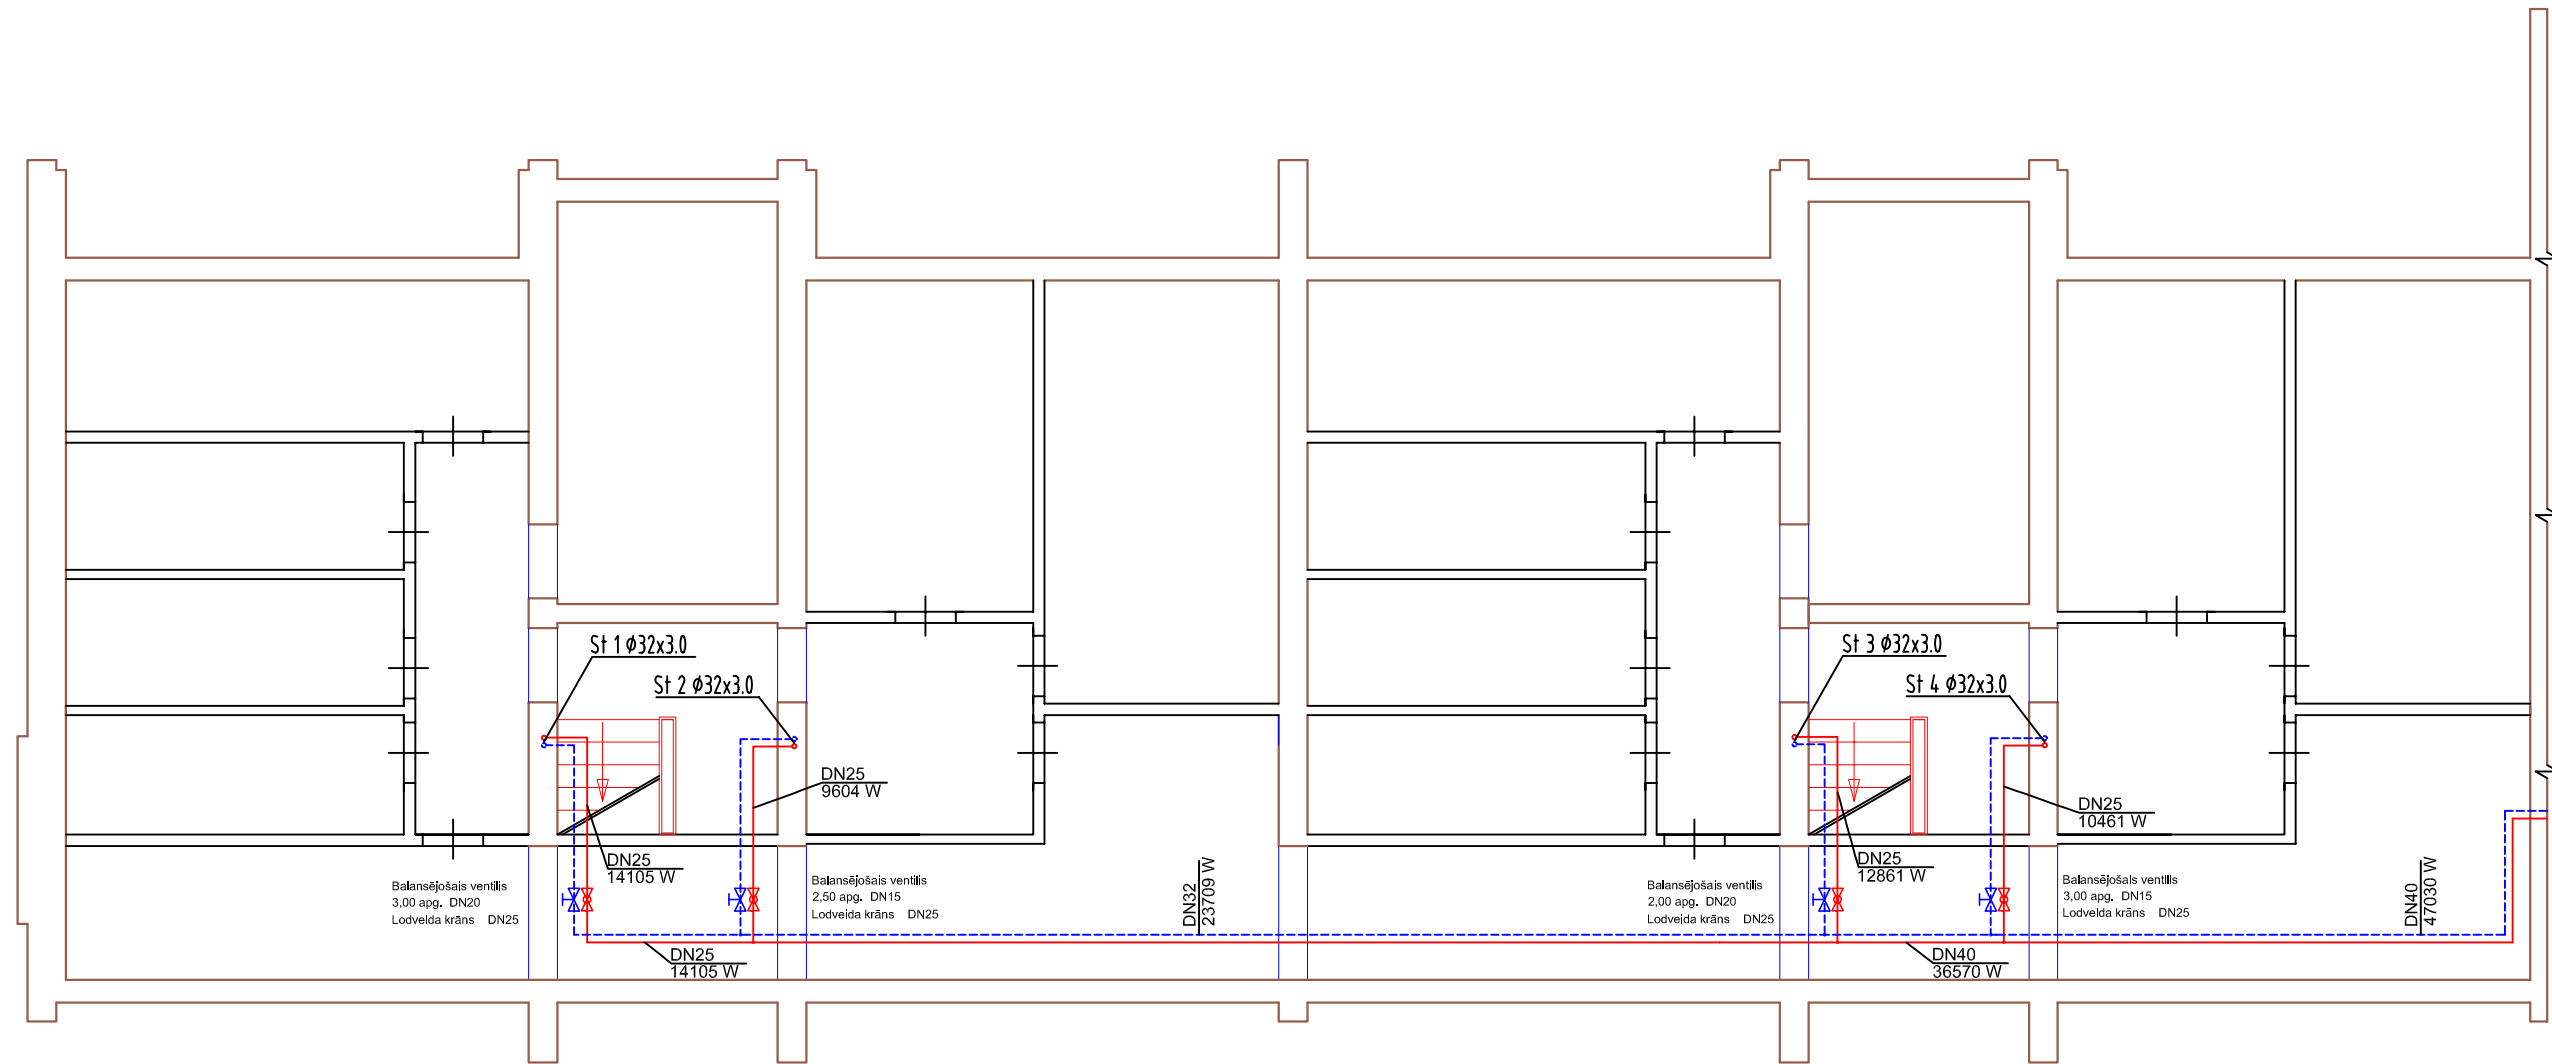 St 1 ϕ32x3.0
St 2 ϕ32x3.0
DN25
9604 W
DN25
14105 W
Balansējošais ventilis
3,00 apg. DN20
Lodveida krāns DN25
Balansējošais ventilis
2,50 apg. DN15
Lodveida krāns DN25
DN25
14105 W
DN32
23709 W
St 3 ϕ32x3.0
St 4 ϕ32x3.0
DN25
10461 W
DN25
12861 W
Balansējošais ventilis
2,00 apg. DN20
Lodveida krāns DN25
Balansējošais ventilis
3,00 apg. DN15
Lodveida krāns DN25
DN40
36570 W
DN40
47030 W